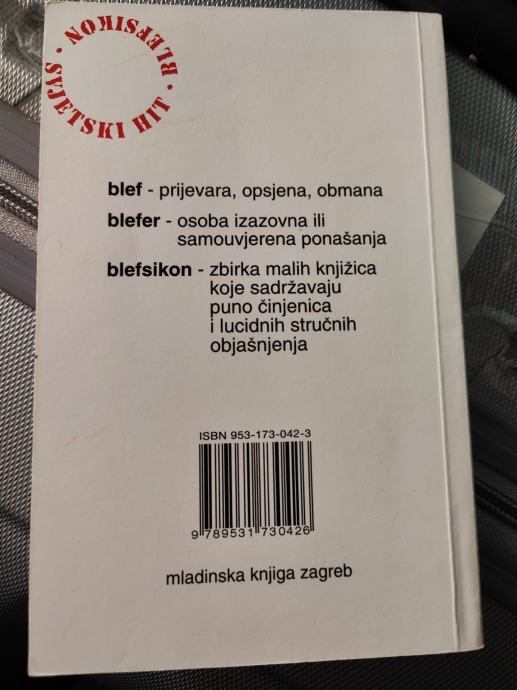 BLEFSIKON · SVJETSKI HIT ·
blef - prijevara, opsjena, obmana
blefer - osoba izazovna ili
samouvjerena ponašanja
blefsikon - zbirka malih knjižica
koje sadržavaju
puno činjenica
i lucidnih stručnih
objašnjenja
ISBN 953-173-042-3
9 789531 730426
mladinska knjiga zagreb